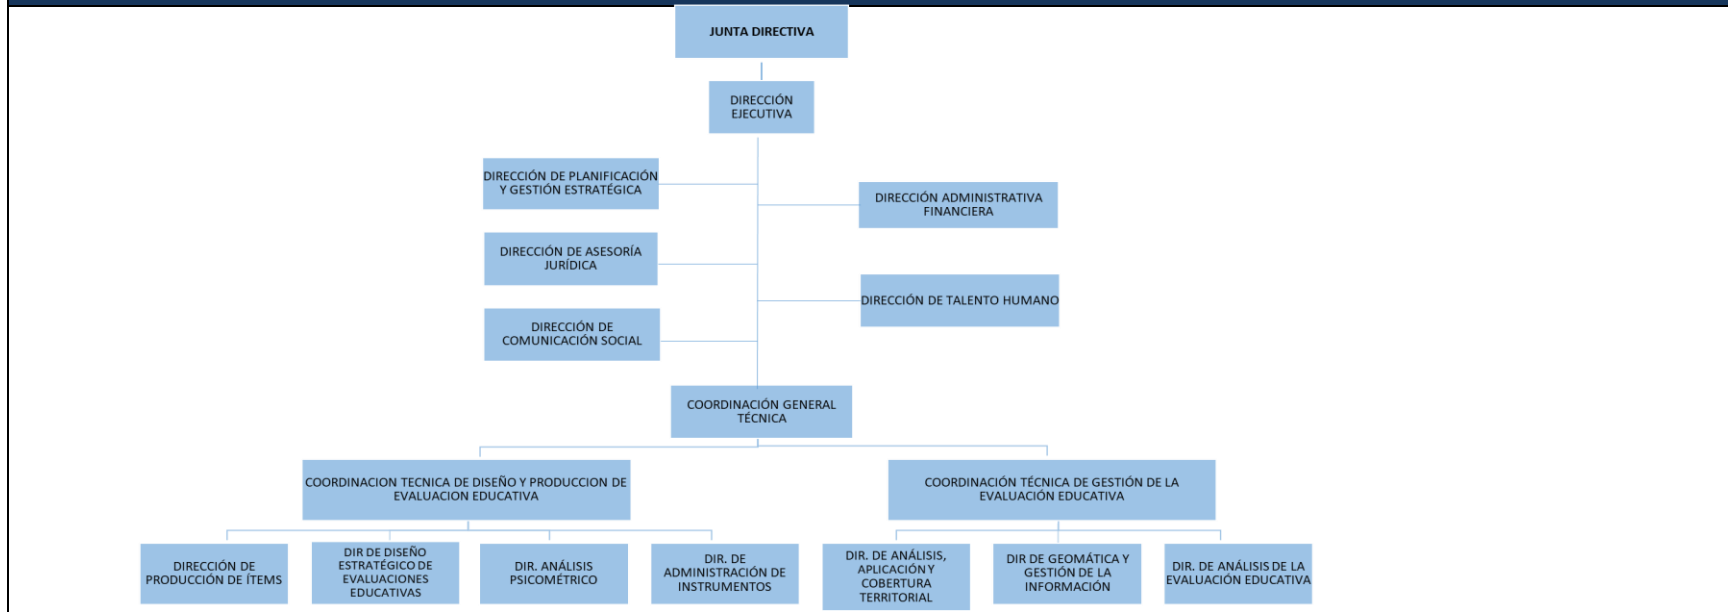 JUNTA DIRECTIVA
DIRECCIÓN
EJECUTIVA
DIRECCIÓN DE PLANIFICACIÓN
Y GESTIÓN ESTRATÉGICA
DIRECCIÓN ADMINISTRATIVA
FINANCIERA
DIRECCIÓN DE ASESORÍA
JURÍDICA
DIRECCIÓN DE TALENTO HUMANO
DIRECCIÓN DE
COMUNICACIÓN SOCIAL
COORDINACIÓN GENERAL
TÉCNICA
COORDINACION TECNICA DE DISEÑO Y PRODUCCION DE
EVALUACION EDUCATIVA
COORDINACIÓN TÉCNICA DE GESTIÓN DE LA
EVALUACIÓN EDUCATIVA
DIRECCIÓN DE
PRODUCCIÓN DE ÍTEMS
DIR DE DISEÑO
ESTRATÉGICO DE
EVALUACIONES
EDUCATIVAS
DIR. ANÁLISIS
PSICOMÉTRICO
DIR. DE
ADMINISTRACIÓN DE
INSTRUMENTOS
DIR. DE ANÁLISIS,
APLICACIÓN Y
COBERTURA
TERRITORIAL
DIR DE GEOMÁTICA Y
GESTIÓN DE LA
INFORMACIÓN
DIR. DE ANÁLISIS DE LA
EVALUACIÓN EDUCATIVA